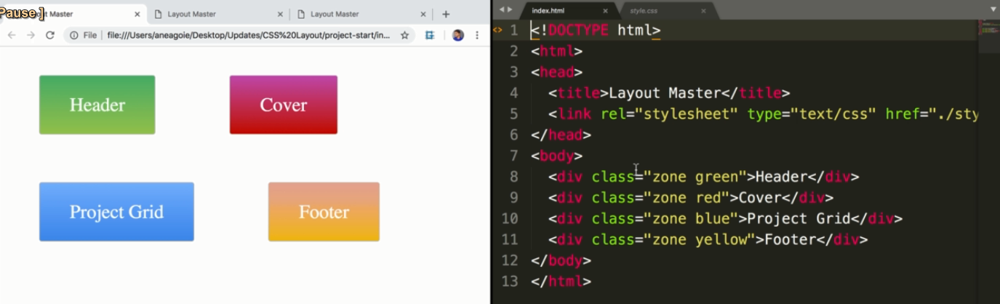 Pause ]
ut Master
Layout Master
Layout Master
File
file:///Users/aneagoie/Desktop/Updates/CSS%20Layout/project-start/in...
Header
Cover
Project Grid
Footer
index.html
style.css
1 <!DOCTYPE html>
2 <html>
3 <head>
4 <title>Layout Master</title>
5 <link rel="stylesheet" type="text/css" href="./sty
6 </head>
7 <body>
8 <div class="zone green">Header</div>
9 <div class="zone red">Cover</div>
10 <div class="zone blue">Project Grid</div>
11 <div class="zone yellow">Footer</div>
12 </body>
13 </html>